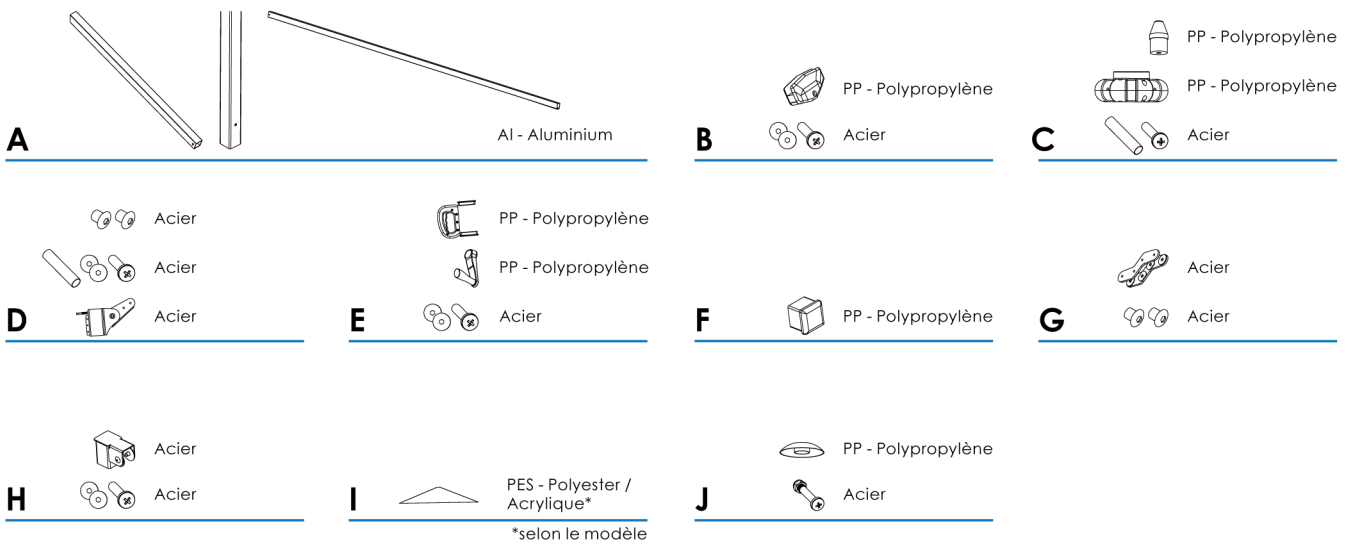 A
Al - Aluminium
B
PP - Polypropylène
Acier
C
PP - Polypropylène
PP - Polypropylène
Acier
D
Acier
Acier
Acier
E
PP - Polypropylène
PP - Polypropylène
Acier
F
PP - Polypropylène
G
Acier
Acier
H
Acier
Acier
I
PES - Polyester /
Acrylique*
*selon le modèle
J
PP - Polypropylène
Acier